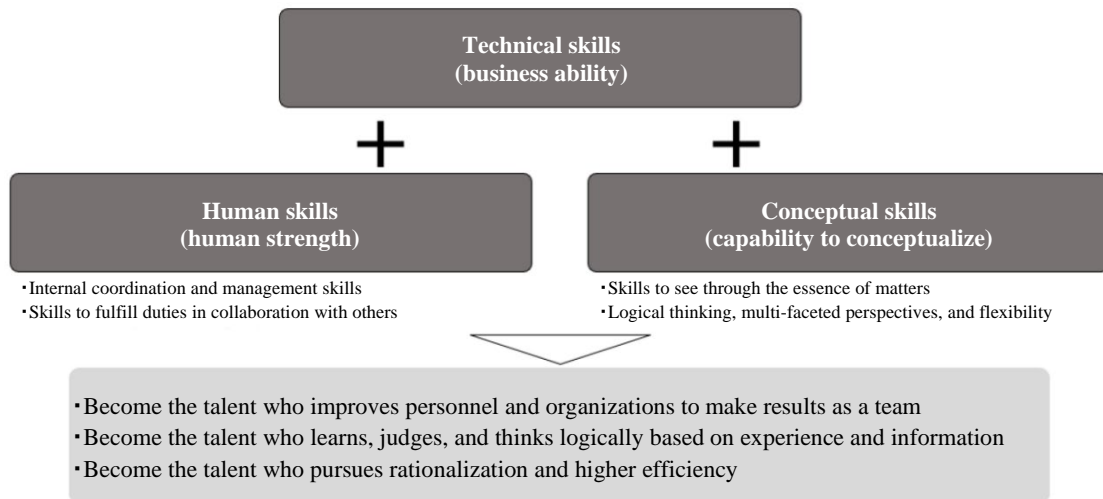 Technical skills
(business ability)
Human skills
(human strength)
Conceptual skills
(capability to conceptualize)
・Internal coordination and management skills
・Skills to fulfill duties in collaboration with others
・Skills to see through the essence of matters
・Logical thinking, multi-faceted perspectives, and flexibility
・Become the talent who improves personnel and organizations to make results as a team
・Become the talent who learns, judges, and thinks logically based on experience and information
・Become the talent who pursues rationalization and higher efficiency